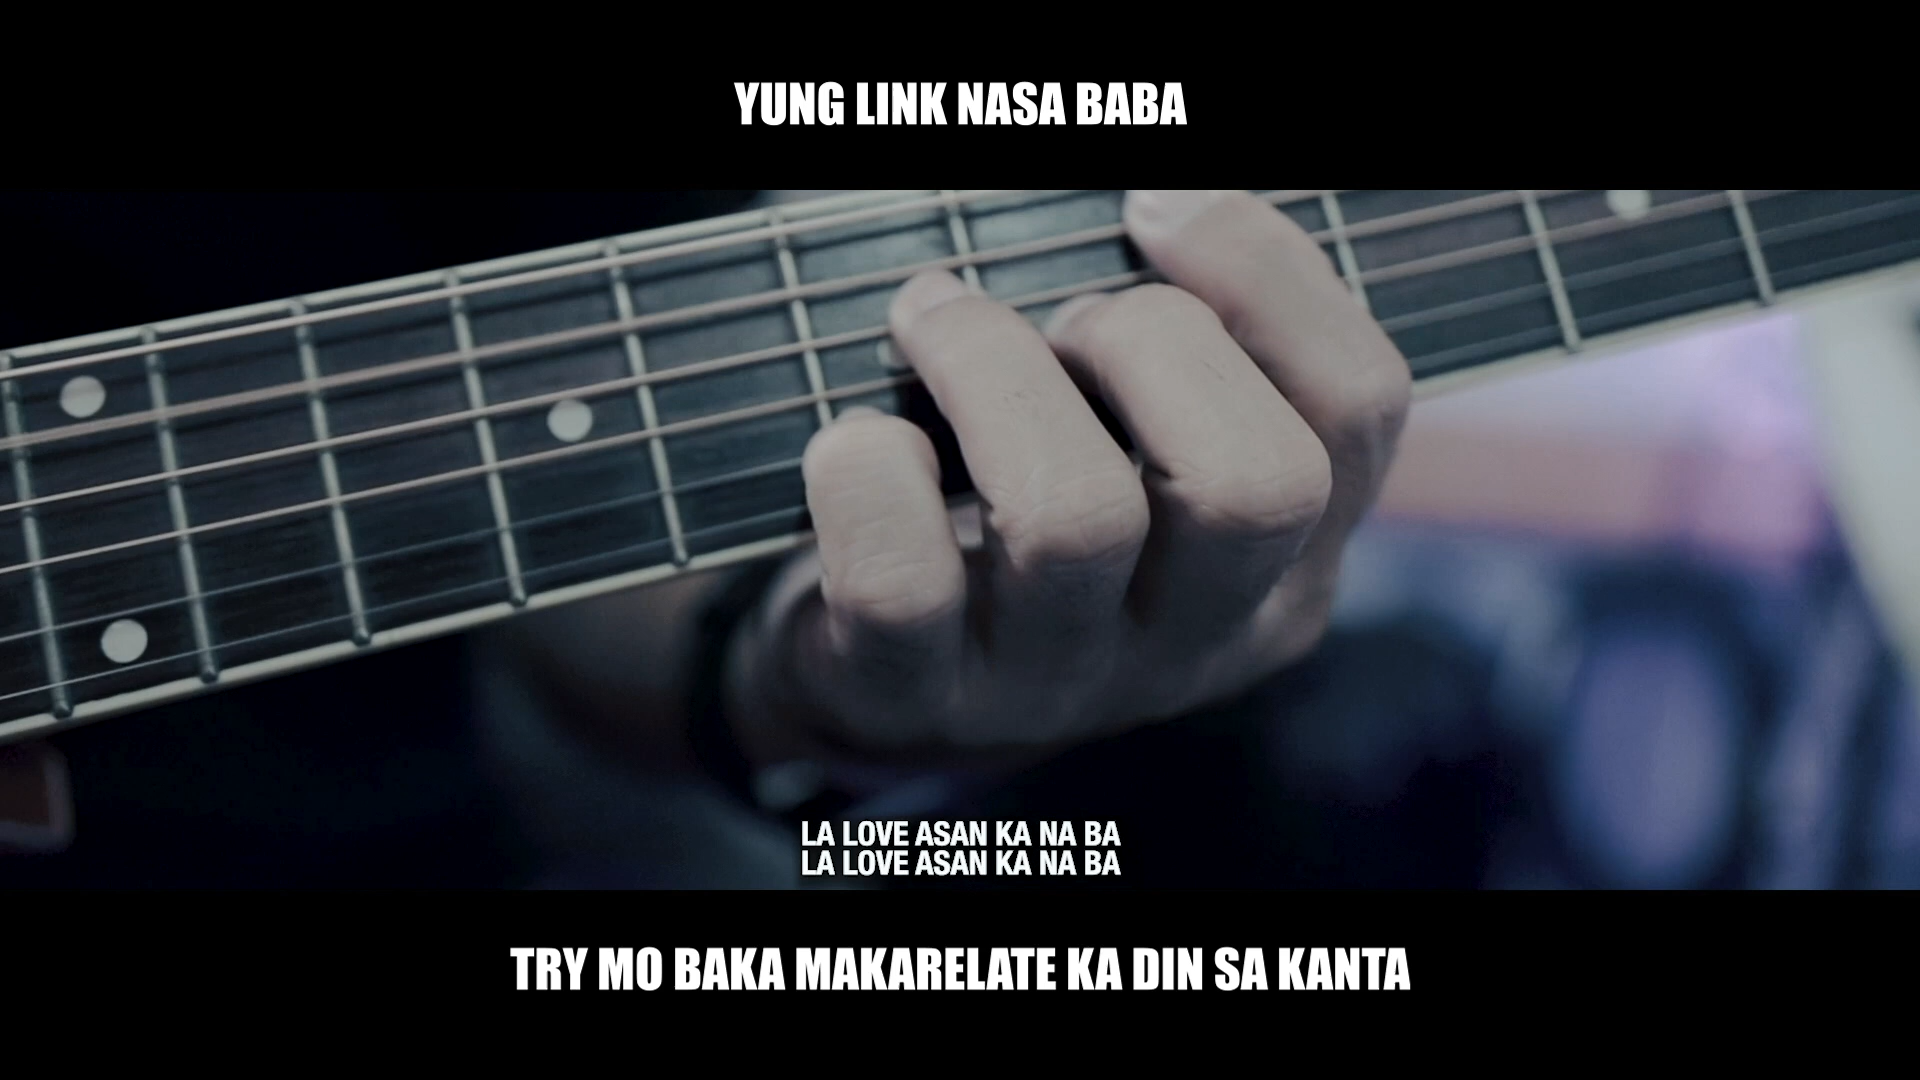 YUNG LINK NASA BABA
LA LOVE ASAN KA NA BA
LA LOVE ASAN KA NA BA
TRY MO BAKA MAKARELATE KA DIN SA KANTA